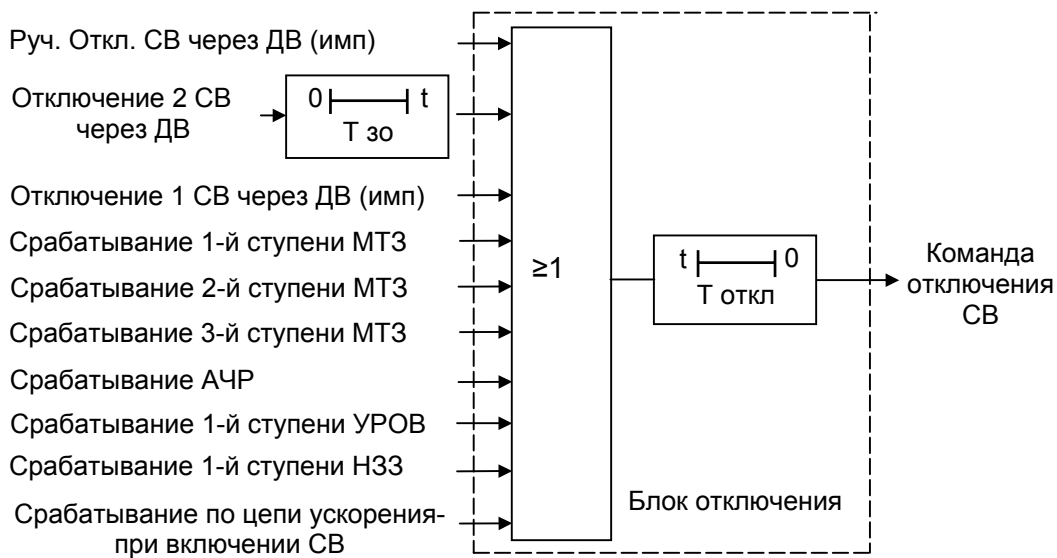 Руч. Откл. СВ через ДВ (имп)
Отключение 2 СВ
через ДВ
0 t
Т зо
Отключение 1 СВ через ДВ (имп)
Срабатывание 1-й ступени МТЗ
Срабатывание 2-й ступени МТЗ
Срабатывание 3-й ступени МТЗ
Срабатывание АЧР
Срабатывание 1-й ступени УРОВ
Срабатывание 1-й ступени НЗЗ
Срабатывание по цепи ускорения-
при включении СВ
≥1
t 0
Т откл
Блок отключения
Команда
отключения
СВ